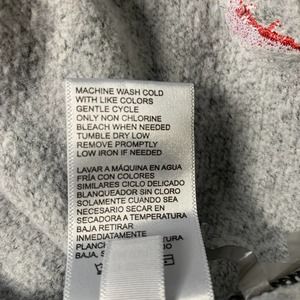 MACHINE WASH COLD
WITH LIKE COLORS
GENTLE CYCLE
ONLY NON CHLORINE
BLEACH WHEN NEEDED
TUMBLE DRY LOW
REMOVE PROMPTLY
LOW IRON IF NEEDED
LAVAR A MÁQUINA EN AGUA
FRÍA CON COLORES
SIMILARES CICLO DELICADO
BLANQUEADOR SIN CLORO
SOLAMENTE CUANDO SEA
NECESARIO SECAR EN
SECADORA A TEMPERATURA
BAJA RETIRAR
INMEDIATAMENTE
BAJA,